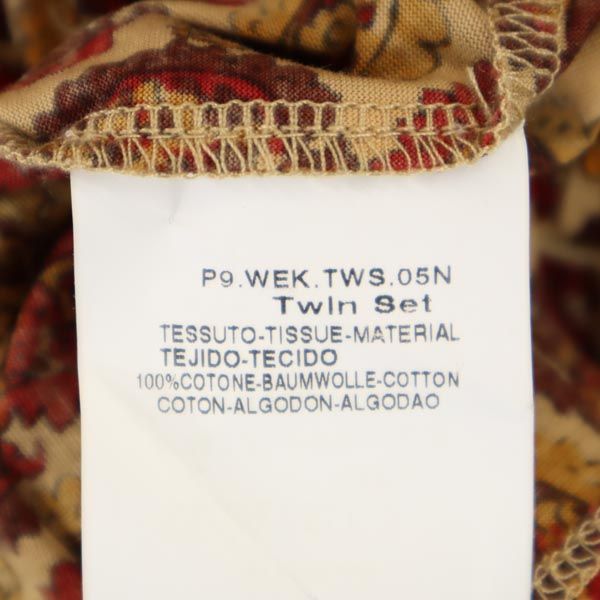 P9.WEK.TWS.05N
Twin Set
TESSUTO-TISSUE-MATERIAL
TEJIDO-TECIDO
100%COTONE-BAUMWOLLE-COTTON
COTON-ALGODON-ALGODAO